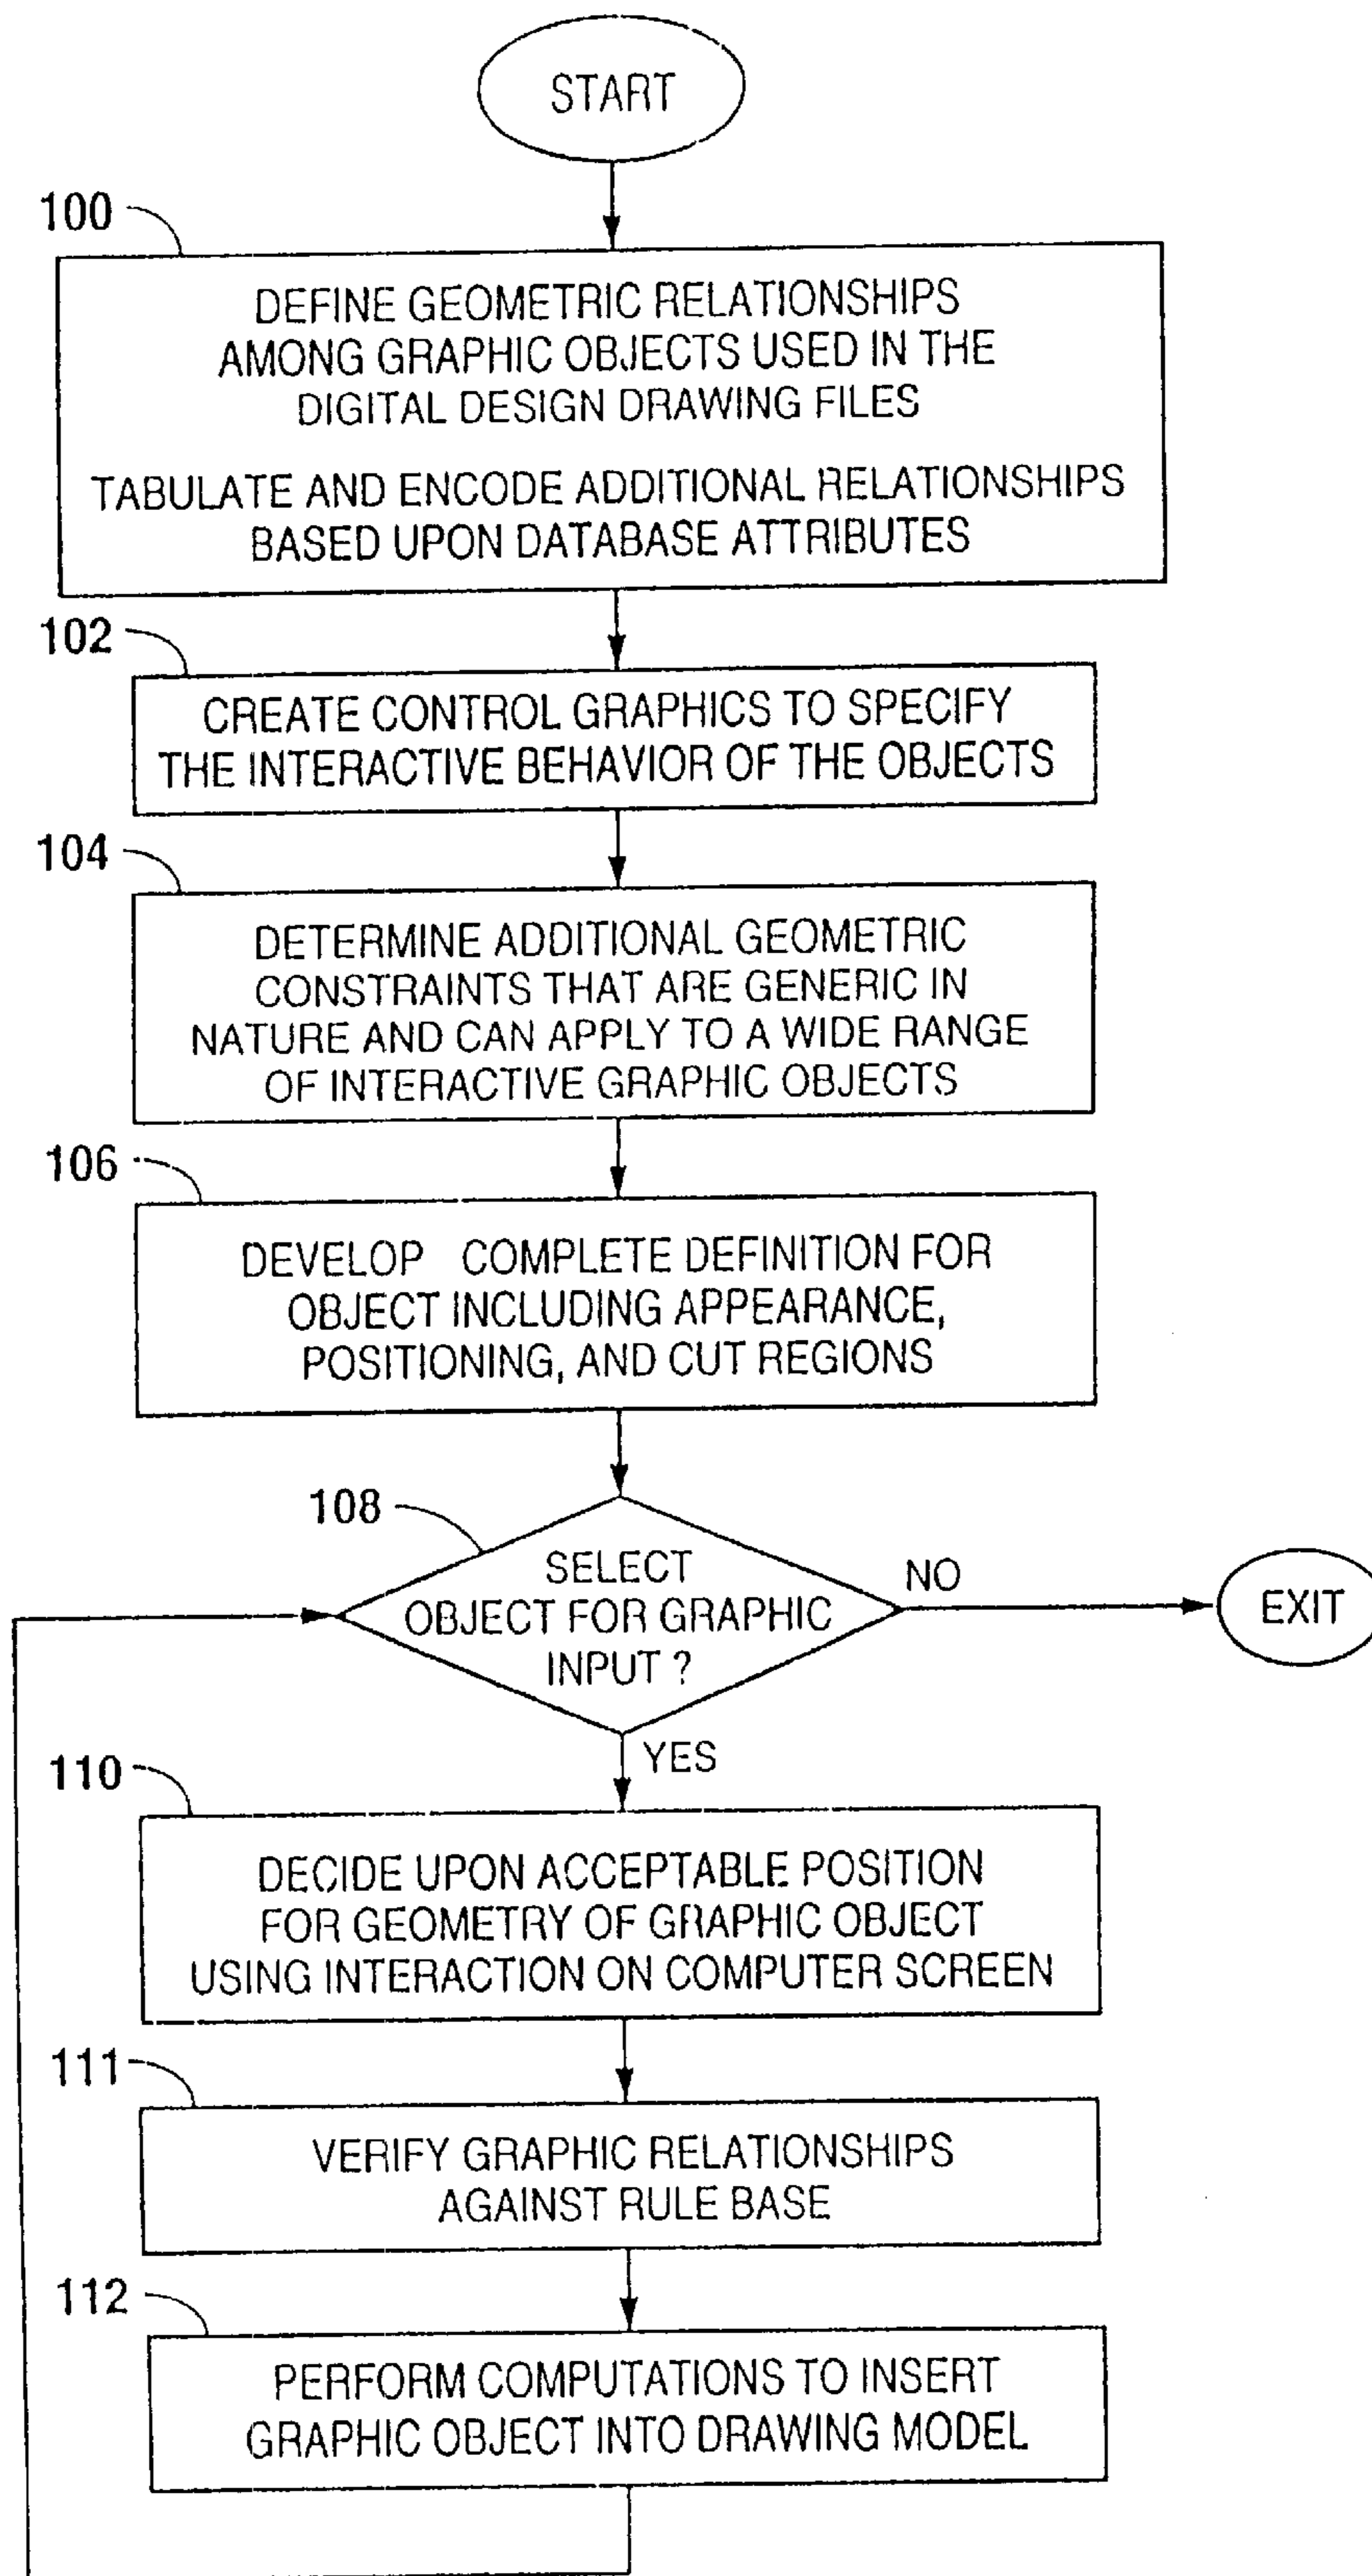 START
100
DEFINE GEOMETRIC RELATIONSHIPS
AMONG GRAPHIC OBJECTS USED IN THE
DIGITAL DESIGN DRAWING FILES
TABULATE AND ENCODE ADDITIONAL RELATIONSHIPS
BASED UPON DATABASE ATTRIBUTES
102
CREATE CONTROL GRAPHICS TO SPECIFY
THE INTERACTIVE BEHAVIOR OF THE OBJECTS
104
DETERMINE ADDITIONAL GEOMETRIC
CONSTRAINTS THAT ARE GENERIC IN
NATURE AND CAN APPLY TO A WIDE RANGE
OF INTERACTIVE GRAPHIC OBJECTS
106
DEVELOP COMPLETE DEFINITION FOR
OBJECT INCLUDING APPEARANCE,
POSITIONING, AND CUT REGIONS
108
SELECT
OBJECT FOR GRAPHIC
INPUT ?
NO
EXIT
YES
110
DECIDE UPON ACCEPTABLE POSITION
FOR GEOMETRY OF GRAPHIC OBJECT
USING INTERACTION ON COMPUTER SCREEN
111
VERIFY GRAPHIC RELATIONSHIPS
AGAINST RULE BASE
112
PERFORM COMPUTATIONS TO INSERT
GRAPHIC OBJECT INTO DRAWING MODEL